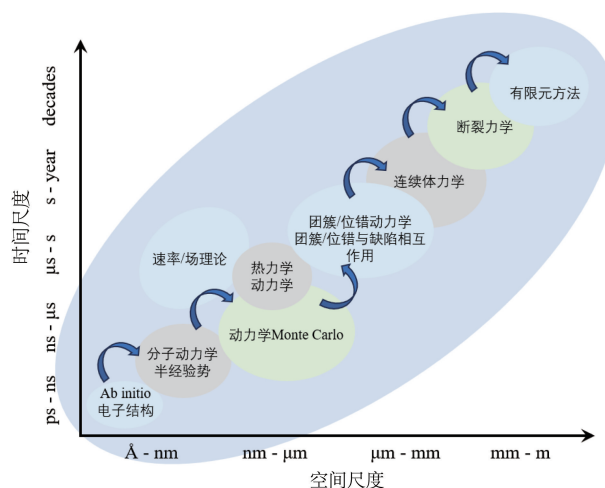 时间尺度
decades
s - year
μs - s
ns - μs
ps - ns
有限元方法
断裂力学
连续体力学
团簇/位错动力学
团簇/位错与缺陷相互
作用
速率/场理论
热力学
动力学
动力学Monte Carlo
分子动力学
半经验势
Ab initio
电子结构
Å - nm
nm - μm
μm - mm
mm - m
空间尺度